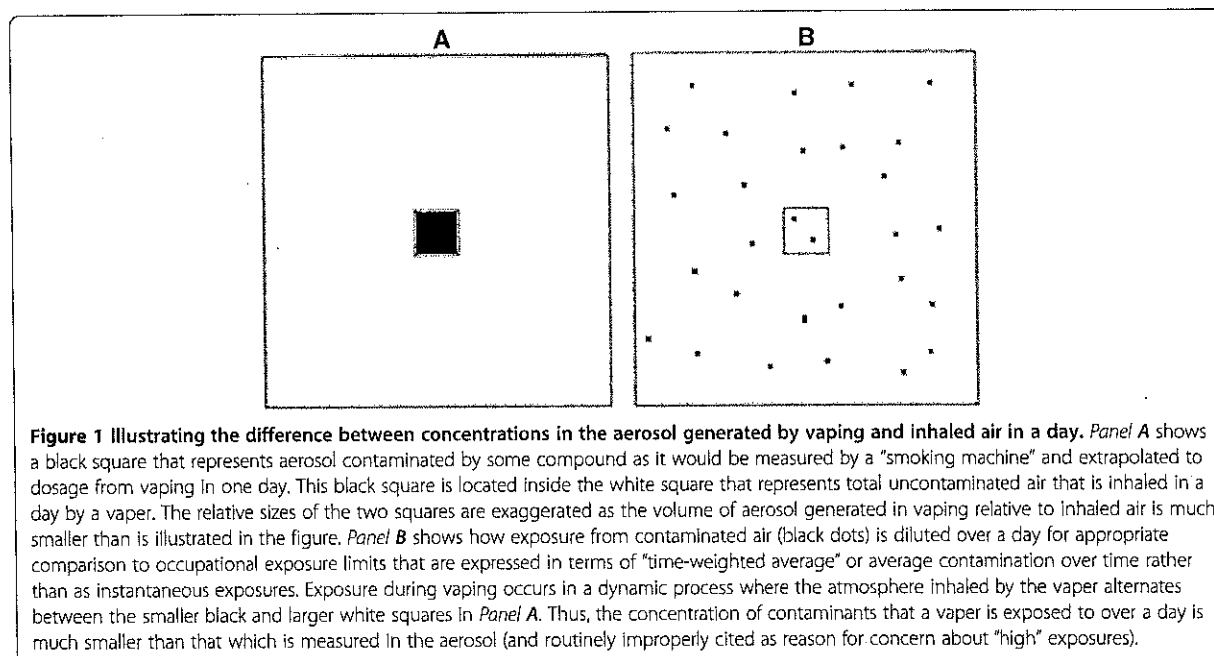 A B
Figure 1 Illustrating the difference between concentrations in the aerosol generated by vaping and inhaled air in a day. Panel A shows
a black square that represents aerosol contaminated by some compound as it would be measured by a "smoking machine" and extrapolated to
dosage from vaping in one day. This black square is located inside the white square that represents total uncontaminated air that is inhaled in a
day by a vaper. The relative sizes of the two squares are exaggerated as the volume of aerosol generated in vaping relative to inhaled air is much
smaller than is illustrated in the figure. Panel B shows how exposure from contaminated air (black dots) is diluted over a day for appropriate
comparison to occupational exposure limits that are expressed in terms of "time-weighted average" or average contamination over time rather
than as instantaneous exposures. Exposure during vaping occurs in a dynamic process where the atmosphere inhaled by the vaper alternates
between the smaller black and larger white squares in Panel A. Thus, the concentration of contaminants that a vaper is exposed to over a day is
much smaller than that which is measured in the aerosol (and routinely improperly cited as reason for concern about "high" exposures).